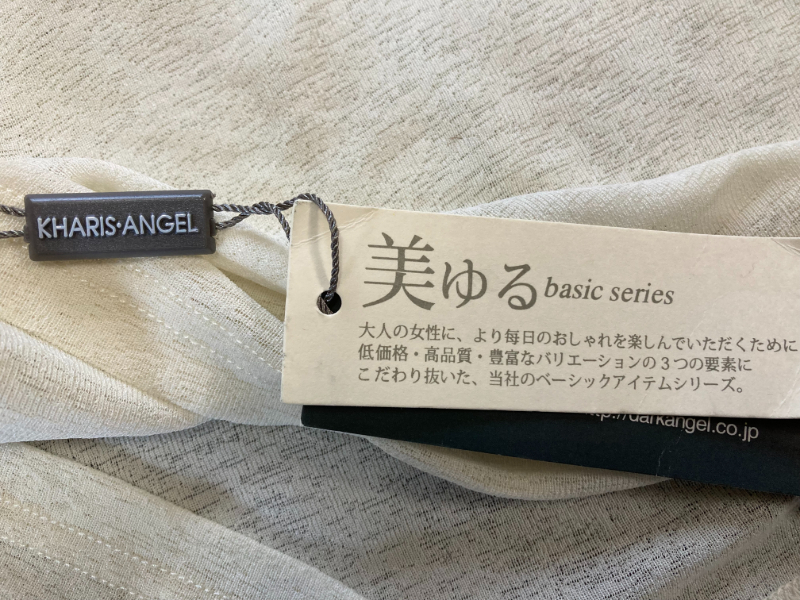 KHARIS·ANGEL
美ゆる basic series
大人の女性に、より毎日のおしゃれを楽しんでいただくために
低価格・高品質・豊富なバリエーションの3つの要素に
こだわり抜いた、当社のベーシックアイテムシリーズ。
://darkangel.co.jp